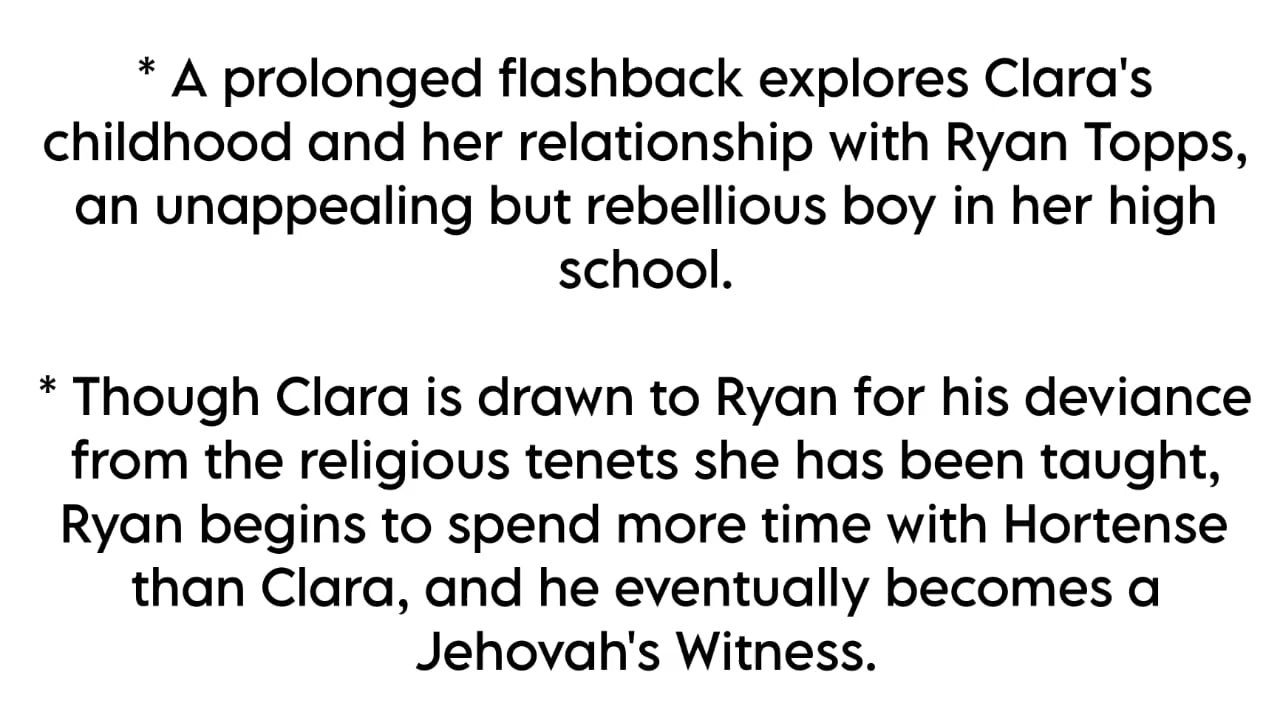 * A prolonged flashback explores Clara's
childhood and her relationship with Ryan Topps,
an unappealing but rebellious boy in her high
school.
* Though Clara is drawn to Ryan for his deviance
from the religious tenets she has been taught,
Ryan begins to spend more time with Hortense
than Clara, and he eventually becomes a
Jehovah's Witness.